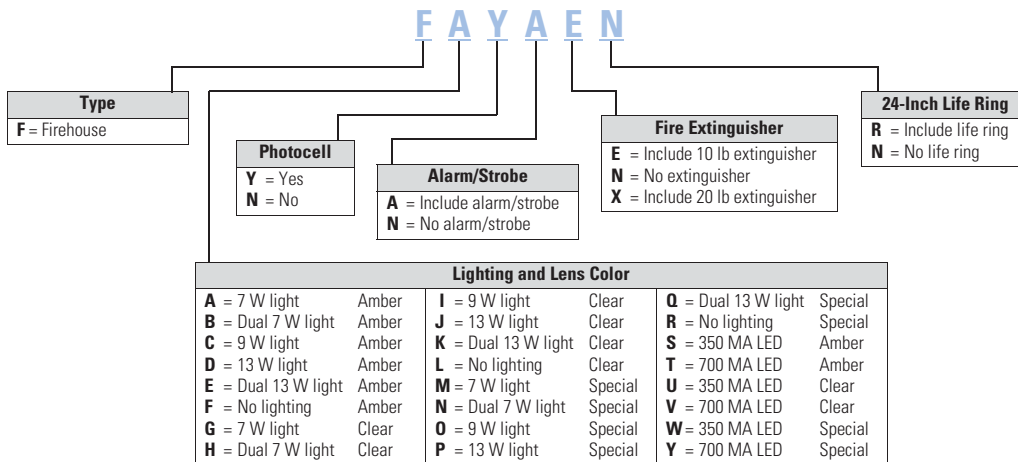 F A Y A E N
Type
F = Firehouse
Photocell
Y = Yes
N = No
Alarm/Strobe
A = Include alarm/strobe
N = No alarm/strobe
Fire Extinguisher
E = Include 10 lb extinguisher
N = No extinguisher
X = Include 20 lb extinguisher
24-Inch Life Ring
R = Include life ring
N = No life ring
Lighting and Lens Color
A = 7 W light Amber
B = Dual 7 W light Amber
C = 9 W light Amber
D = 13 W light Amber
E = Dual 13 W light Amber
F = No lighting Amber
G = 7 W light Clear
H = Dual 7 W light Clear
I = 9 W light Clear
J = 13 W light Clear
K = Dual 13 W light Clear
L = No lighting Clear
M = 7 W light Special
N = Dual 7 W light Special
O = 9 W light Special
P = 13 W light Special
Q = Dual 13 W light Special
R = No lighting Special
S = 350 MA LED Amber
T = 700 MA LED Amber
U = 350 MA LED Clear
V = 700 MA LED Clear
W = 350 MA LED Special
Y = 700 MA LED Special